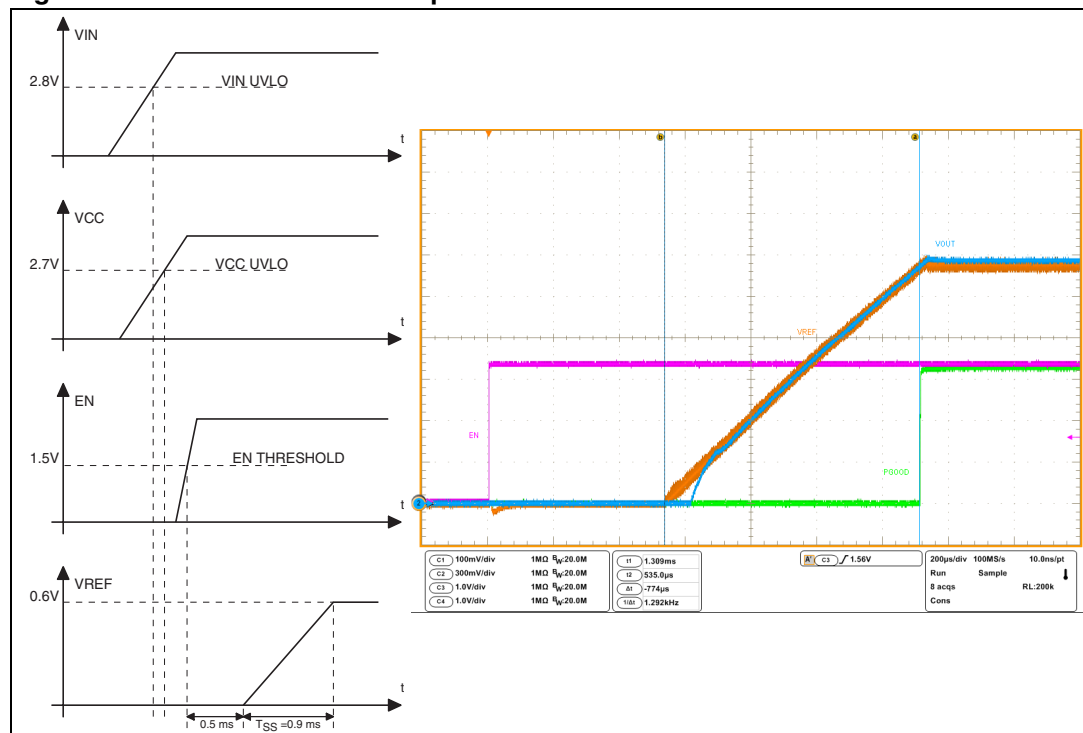 VIN
2.8V
VIN UVLO
t
VCC
2.7V
VCC UVLO
t
EN
1.5V
EN THRESHOLD
t
VREF
0.6V
t
0.5 ms
TSS =0.9 ms
b
a
VOUT
VREF
EN
PGOOD
C1 100mV/div 1MΩ BW:20.0M
C2 300mV/div 1MΩ BW:20.0M
C3 1.0V/div 1MΩ BW:20.0M
C4 1.0V/div 1MΩ BW:20.0M
t1 1.309ms
t2 535.0µs
Δt -774µs
1/Δt 1.292kHz
A' C3 1.56V
200µs/div 100MS/s 10.0ns/pt
Run Sample
8 acqs RL:200k
Cons